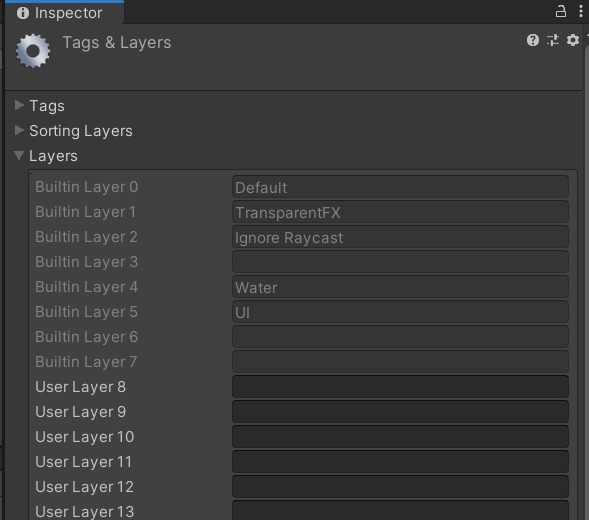 Inspector
Tags & Layers
Tags
Sorting Layers
Layers
Builtin Layer 0 Default
Builtin Layer 1 TransparentFX
Builtin Layer 2 Ignore Raycast
Builtin Layer 3
Builtin Layer 4 Water
Builtin Layer 5 UI
Builtin Layer 6
Builtin Layer 7
User Layer 8
User Layer 9
User Layer 10
User Layer 11
User Layer 12
User Layer 13